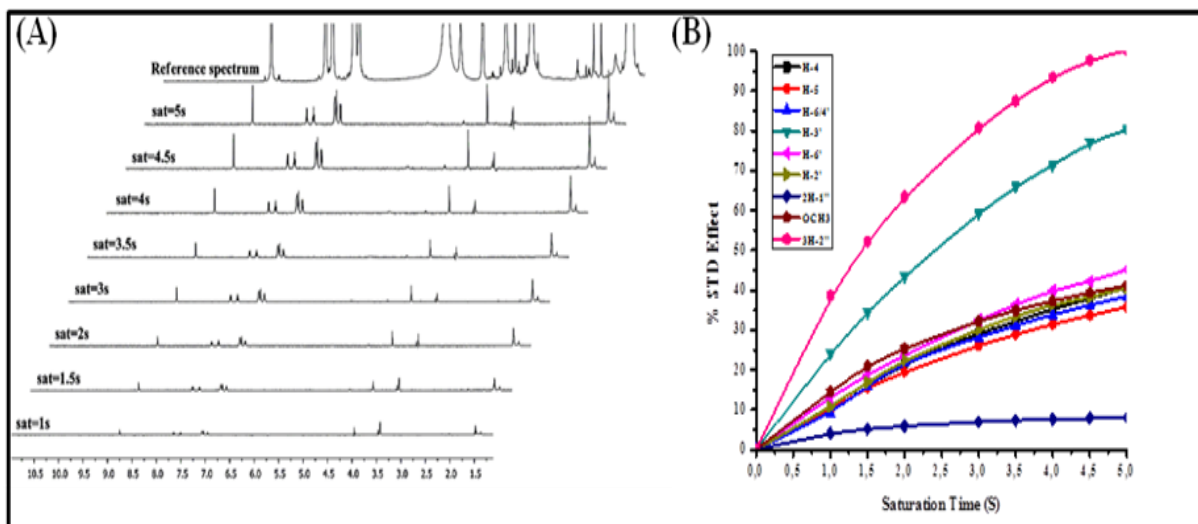 (A)
Reference spectrum
sat=5s
sat=4.5s
sat=4s
sat=3.5s
sat=3s
sat=2s
sat=1.5s
sat=1s
10.5 9.5 8.5 7.5 6.5 5.5 4.5 3.5 2.5 1.5
10.0 9.0 8.0 7.0 6.0 5.0 4.0 3.0 2.0
(B)
% STD Effect
100
90
80
70
60
50
40
30
20
10
0
H-4
H-5
H-6/4'
H-3'
H-6'
H-2'
2H-1''
OCH3
3H-2''
0,0 0,5 1,0 1,5 2,0 2,5 3,0 3,5 4,0 4,5 5,0
Saturation Time (S)